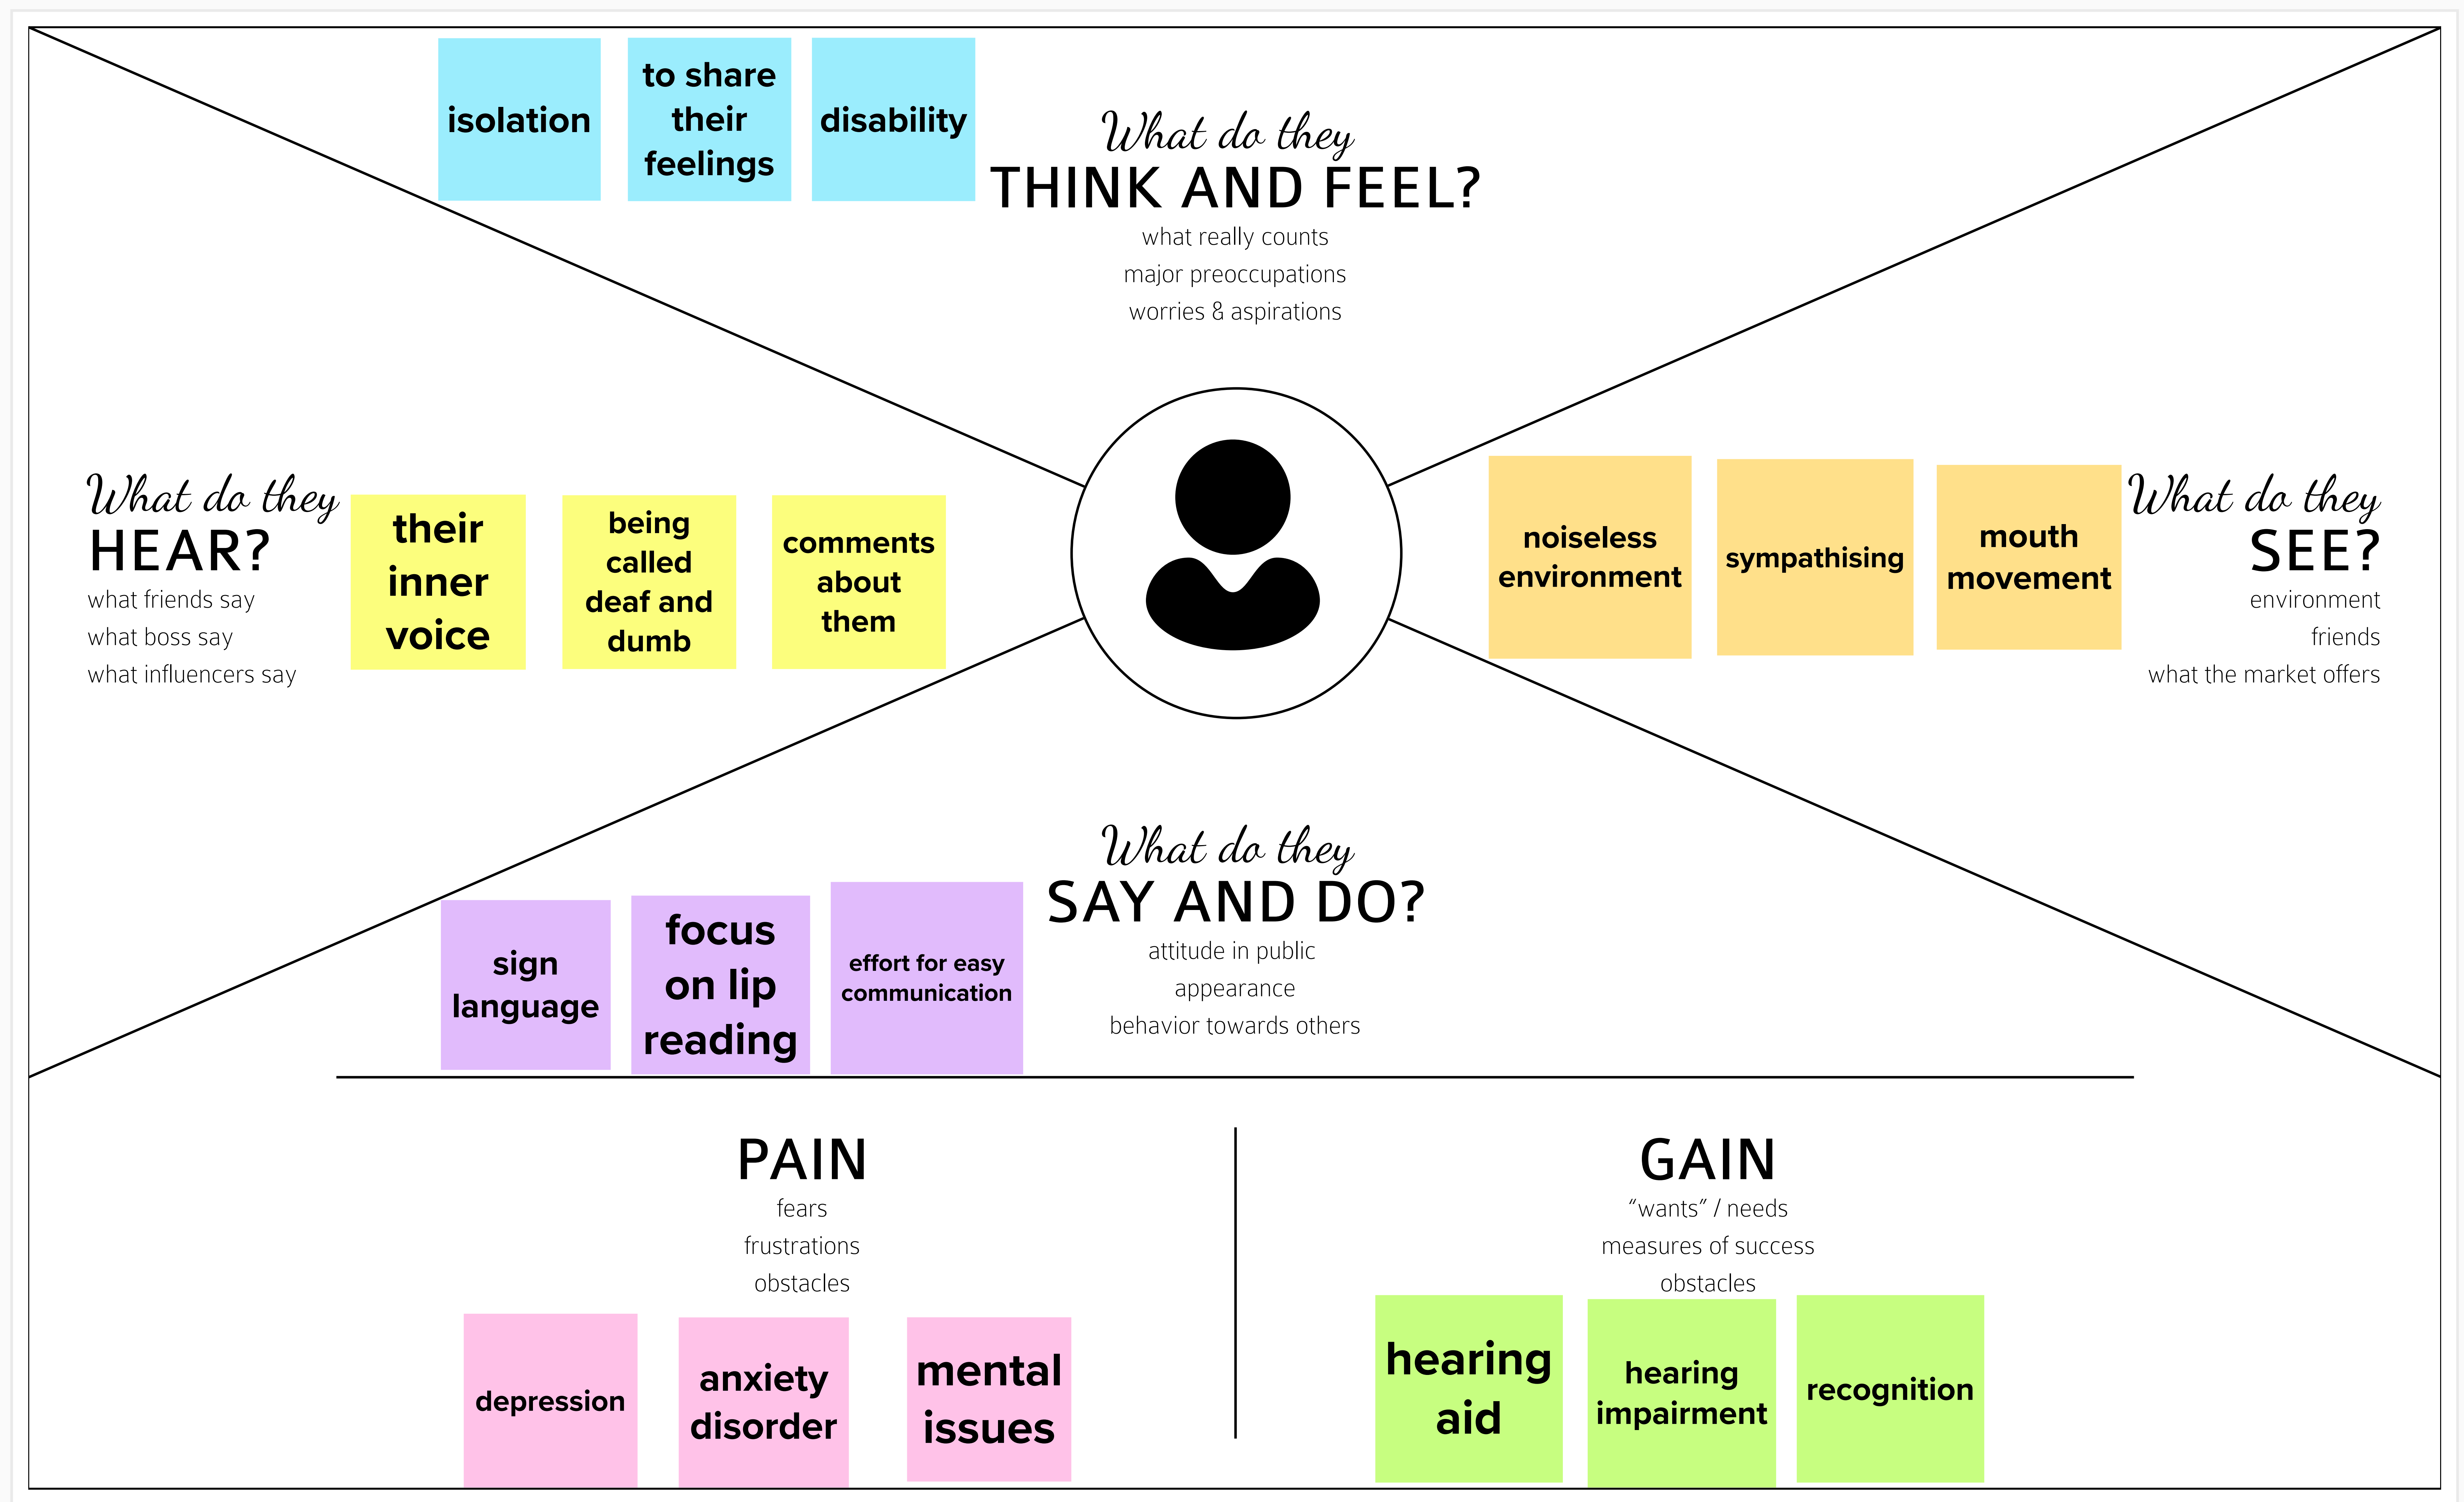 isolation
to share
their
feelings
disability
What do they
THINK AND FEEL?
what really counts
major preoccupations
worries & aspirations
What do they
HEAR?
what friends say
what boss say
what influencers say
their
inner
voice
being
called
deaf and
dumb
comments
about
them
noiseless
environment
sympathising
mouth
movement
What do they
SEE?
environment
friends
what the market offers
What do they
SAY AND DO?
attitude in public
appearance
behavior towards others
sign
language
focus
on lip
reading
effort for easy
communication
PAIN
fears
frustrations
obstacles
depression
anxiety
disorder
mental
issues
GAIN
“wants” / needs
measures of success
obstacles
hearing
aid
hearing
impairment
recognition